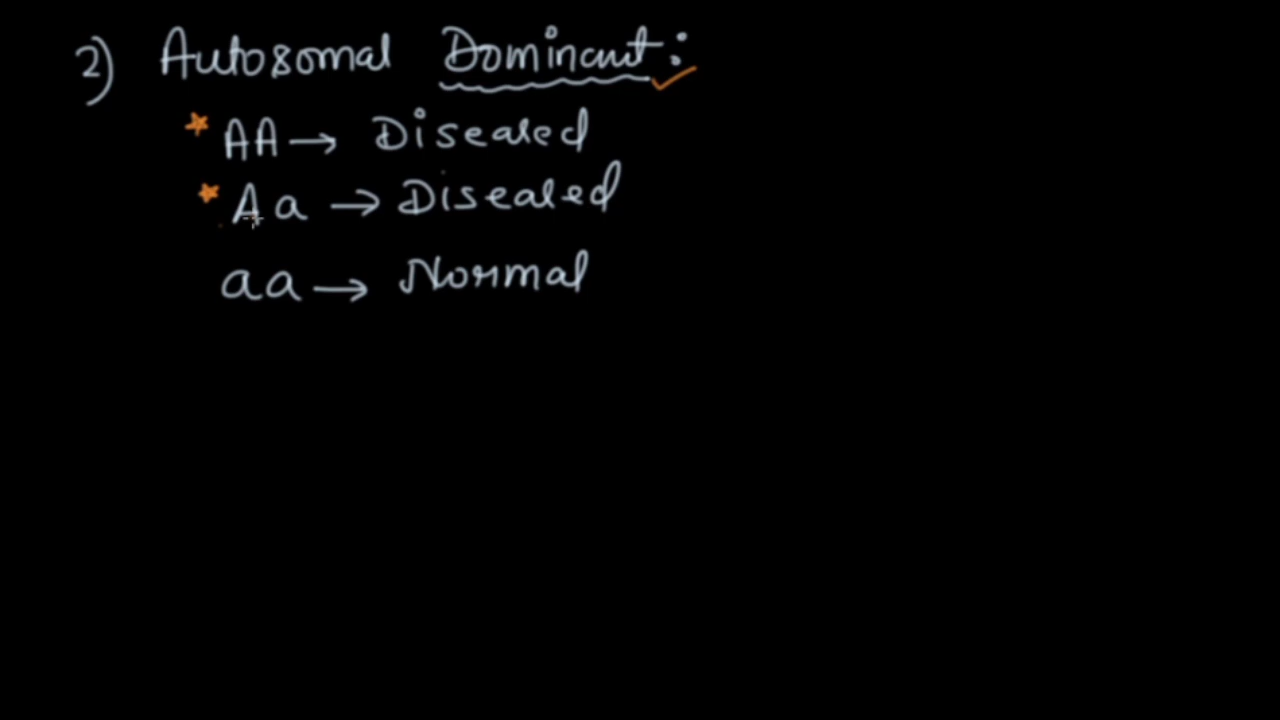 2) Autosomal Dominant:
AA → Diseased
Aa → Diseased
aa → Normal